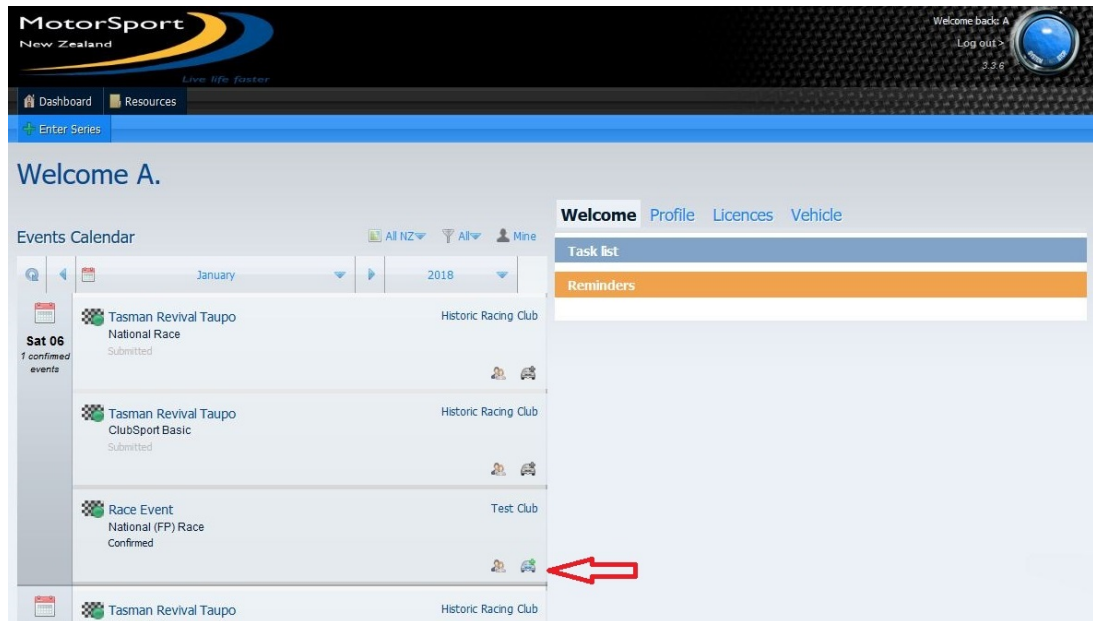 MotorSport
New Zealand
Live life faster
Welcome back: A
Log out >
3.3.6
Dashboard Resources
Enter Series
Welcome A.
Welcome Profile Licences Vehicle
Events Calendar All NZ All Mine
Task list
January 2018
Reminders
Sat 06
1 confirmed
events
Tasman Revival Taupo Historic Racing Club
National Race
Submitted
Tasman Revival Taupo Historic Racing Club
ClubSport Basic
Submitted
Race Event Test Club
National (FP) Race
Confirmed
Tasman Revival Taupo Historic Racing Club